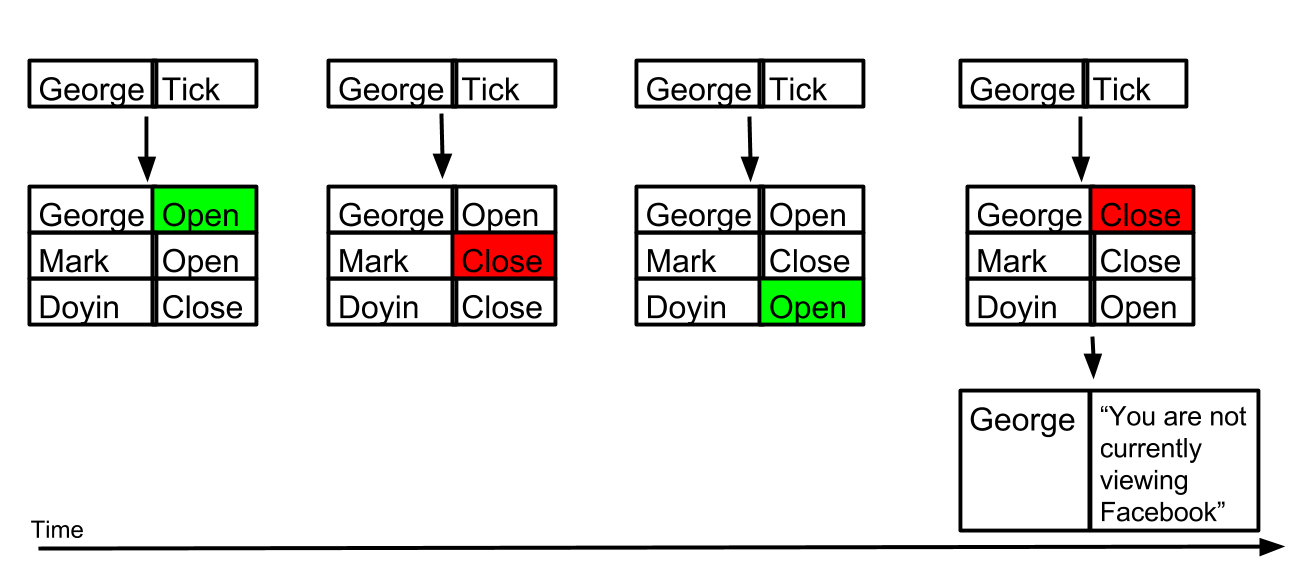 George Tick George Tick George Tick George Tick
George Open George Open George Open George Close
Mark Open Mark Close Mark Close Mark Close
Doyin Close Doyin Close Doyin Open Doyin Open
George “You are not
currently
viewing
Facebook”
Time